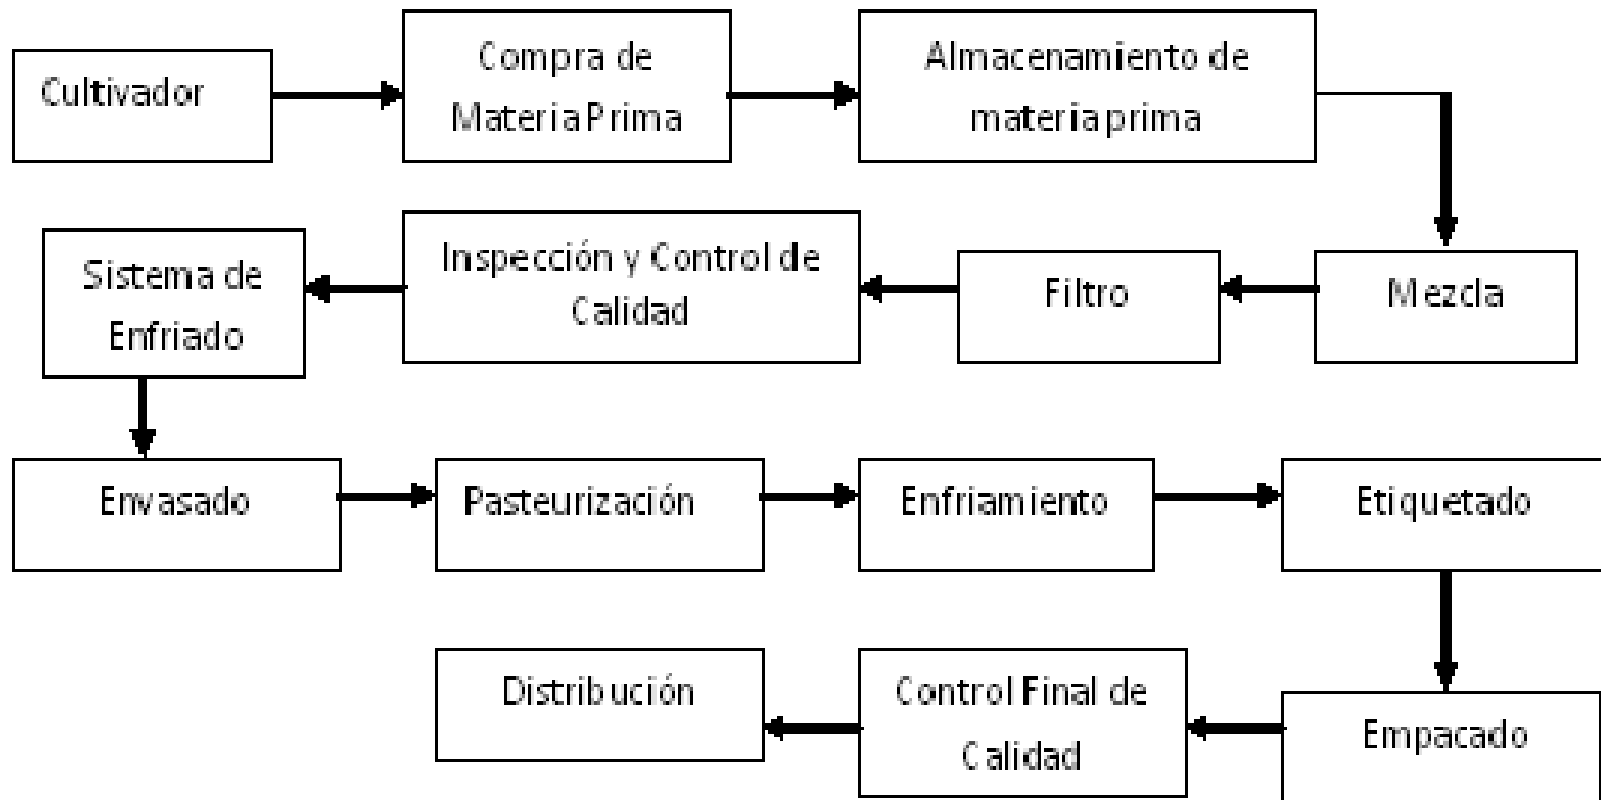 Cultivador
Compra de
Materia Prima
Almacenamiento de
materia prima
Mezcla
Filtro
Inspección y Control de
Calidad
Sistema de
Enfriado
Envasado
Pasteurización
Enfriamiento
Etiquetado
Empacado
Control Final de
Calidad
Distribución